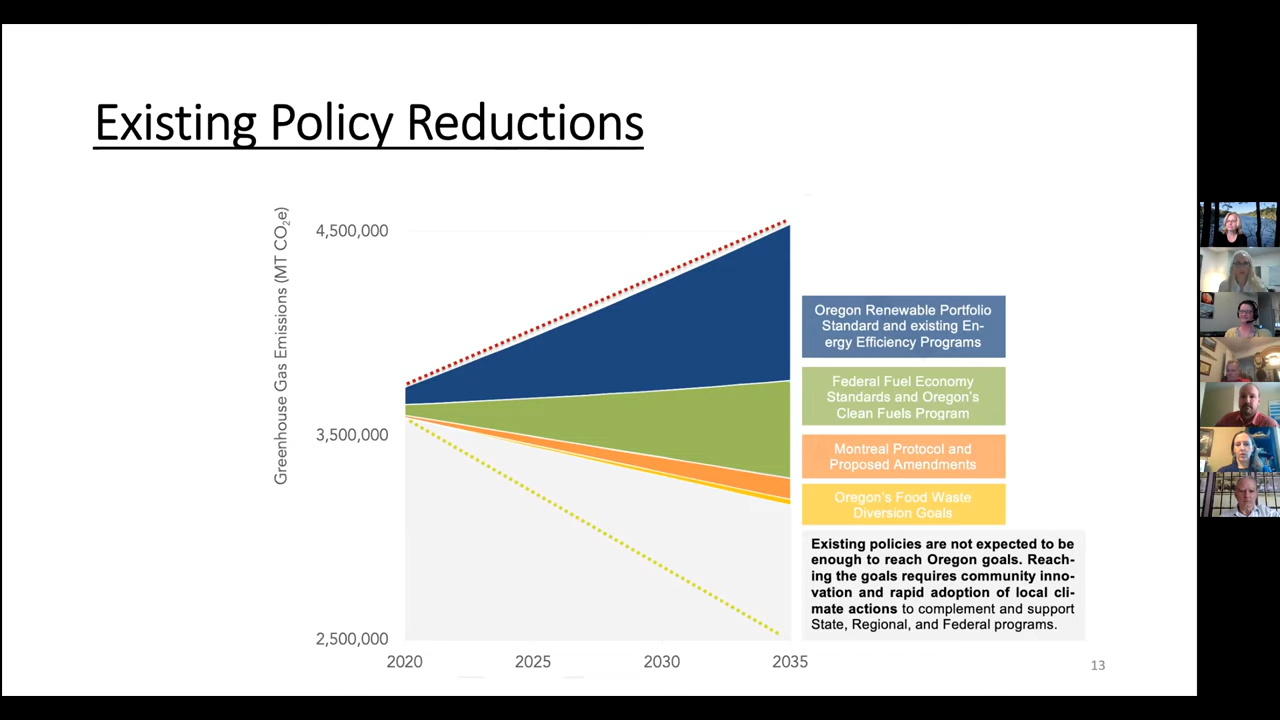 Existing Policy Reductions
Greenhouse Gas Emissions (MT CO₂e)
4,500,000
3,500,000
2,500,000
2020
2025
2030
2035
Oregon Renewable Portfolio
Standard and existing En-
ergy Efficiency Programs
Federal Fuel Economy
Standards and Oregon's
Clean Fuels Program
Montreal Protocol and
Proposed Amendments
Oregon's Food Waste
Diversion Goals
Existing policies are not expected to be
enough to reach Oregon goals. Reach-
ing the goals requires community inno-
vation and rapid adoption of local cli-
mate actions to complement and support
State, Regional, and Federal programs.
13